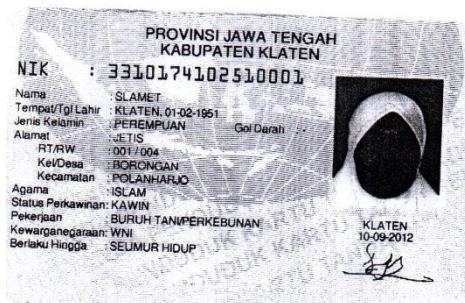 PROVINSI JAWA TENGAH
KABUPATEN KLATEN
NIK : 3310174102510001
Nama : SLAMET
Tempat/Tgl Lahir : KLATEN, 01-02-1951
Jenis Kelamin : PEREMPUAN Gol Darah : -
Alamat : JETIS
RT/RW : 001 / 004
Kel/Desa : BORONGAN
Kecamatan : POLANHARJO
Agama : ISLAM
Status Perkawinan: KAWIN
Pekerjaan : BURUH TANI/PERKEBUNAN
Kewarganegaraan: WNI
Berlaku Hingga : SEUMUR HIDUP
KLATEN
10-09-2012